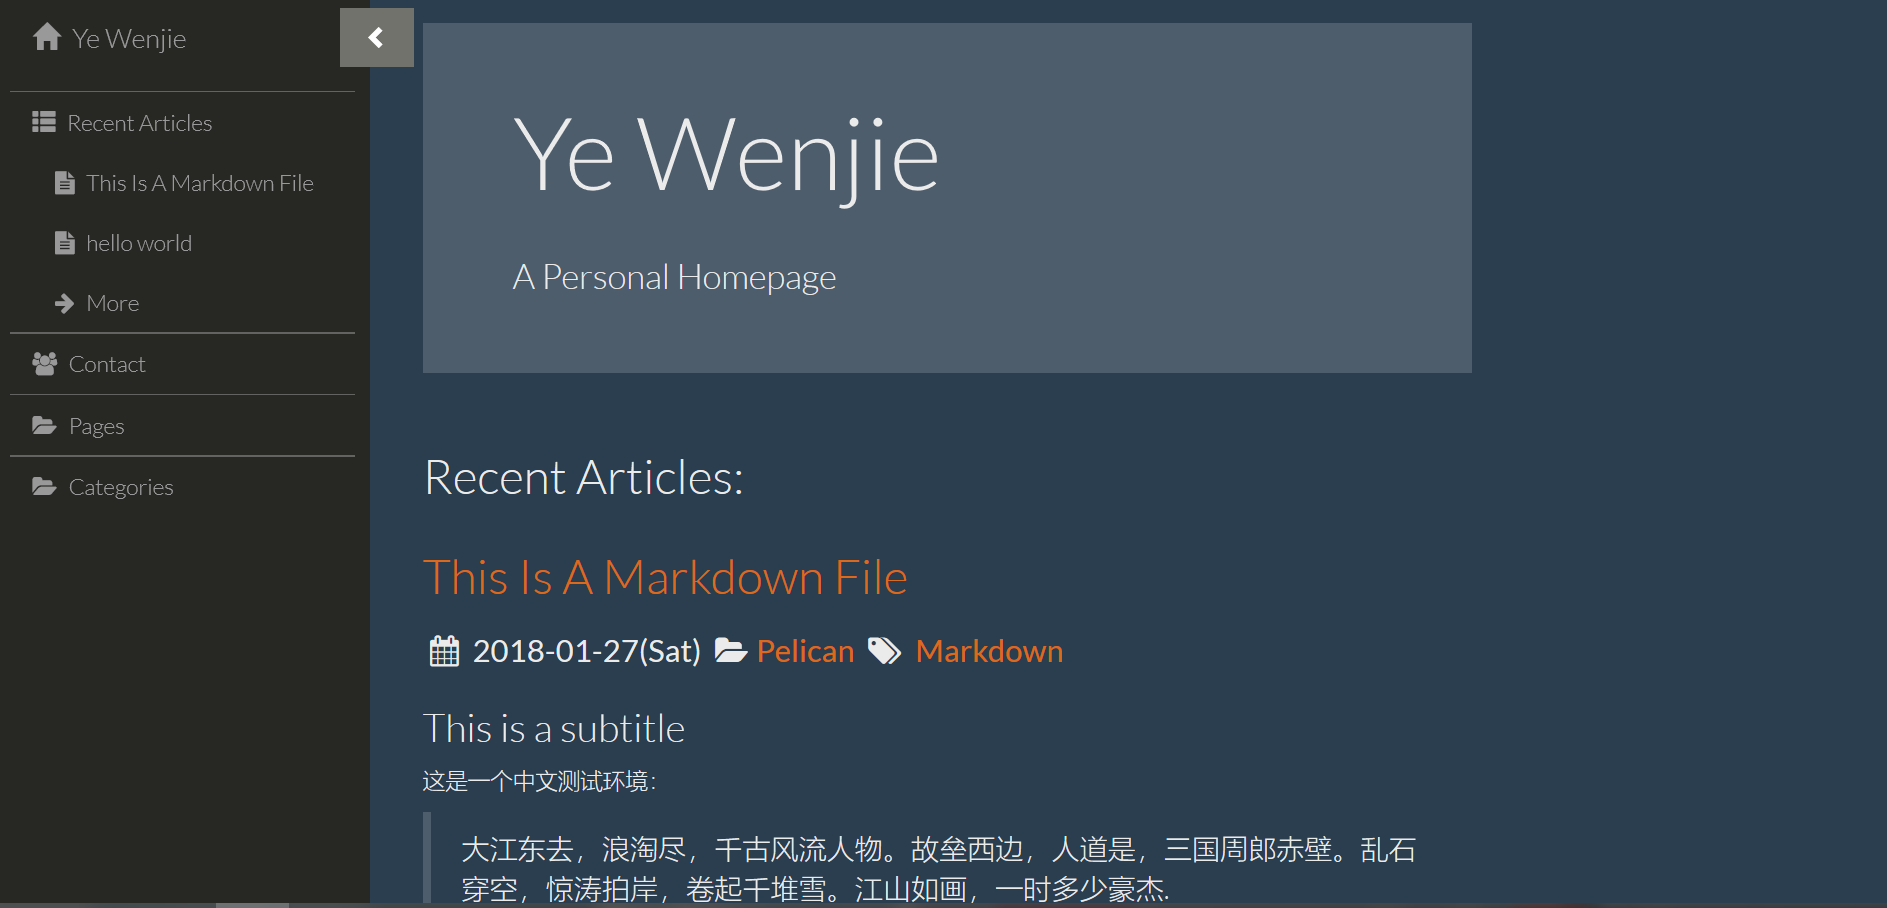 Ye Wenjie
Recent Articles
This Is A Markdown File
hello world
More
Contact
Pages
Categories
Ye Wenjie
A Personal Homepage
Recent Articles:
This Is A Markdown File
2018-01-27(Sat) Pelican Markdown
This is a subtitle
这是一个中文测试环境：
大江东去，浪淘尽，千古风流人物。故垒西边，人道是，三国周郎赤壁。乱石
穿空，惊涛拍岸，卷起千堆雪。江山如画，一时多少豪杰.